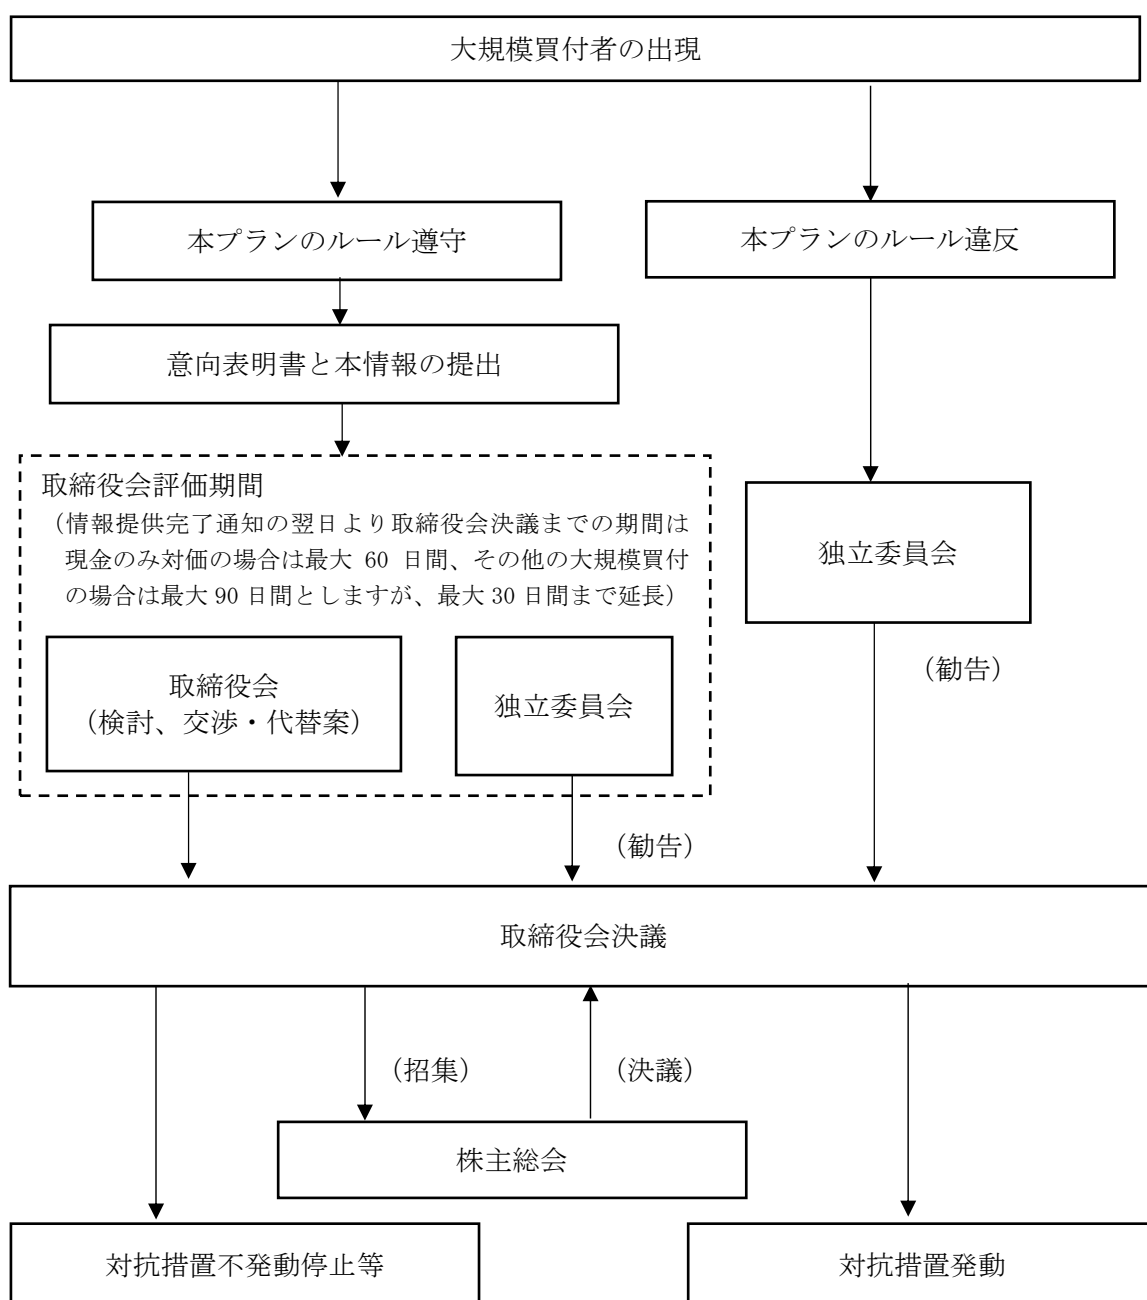 大規模買付者の出現
本プランのルール遵守
本プランのルール違反
意向表明書と本情報の提出
取締役会評価期間
（情報提供完了通知の翌日より取締役会決議までの期間は
現金のみ対価の場合は最大 60 日間、その他の大規模買付
の場合は最大 90 日間としますが、最大 30 日間まで延長）
独立委員会
取締役会
（検討、交渉・代替案）
独立委員会
（勧告）
（勧告）
取締役会決議
（招集）
（決議）
株主総会
対抗措置不発動停止等
対抗措置発動